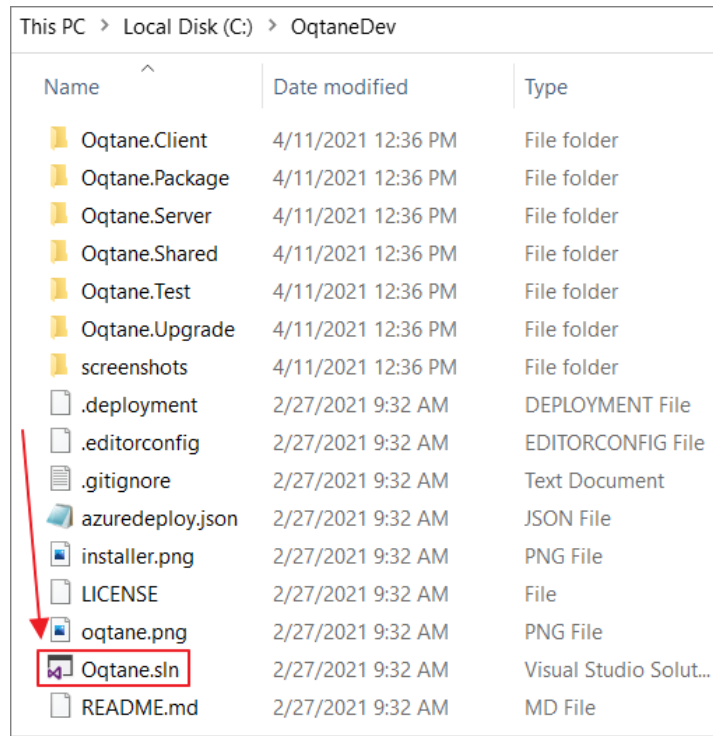 This PC > Local Disk (C:) > OqtaneDev
Name Date modified Type
Oqtane.Client 4/11/2021 12:36 PM File folder
Oqtane.Package 4/11/2021 12:36 PM File folder
Oqtane.Server 4/11/2021 12:36 PM File folder
Oqtane.Shared 4/11/2021 12:36 PM File folder
Oqtane.Test 4/11/2021 12:36 PM File folder
Oqtane.Upgrade 4/11/2021 12:36 PM File folder
screenshots 4/11/2021 12:36 PM File folder
.deployment 2/27/2021 9:32 AM DEPLOYMENT File
.editorconfig 2/27/2021 9:32 AM EDITORCONFIG File
.gitignore 2/27/2021 9:32 AM Text Document
azuredeploy.json 2/27/2021 9:32 AM JSON File
installer.png 2/27/2021 9:32 AM PNG File
LICENSE 2/27/2021 9:32 AM File
oqtane.png 2/27/2021 9:32 AM PNG File
Oqtane.sln 2/27/2021 9:32 AM Visual Studio Solut...
README.md 2/27/2021 9:32 AM MD File